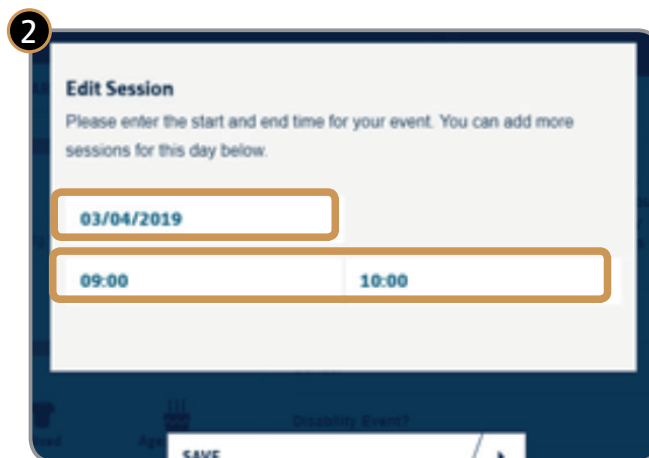 2
Edit Session
Please enter the start and end time for your event. You can add more
sessions for this day below.
03/04/2019
09:00 10:00
Disability Event?
SAVE